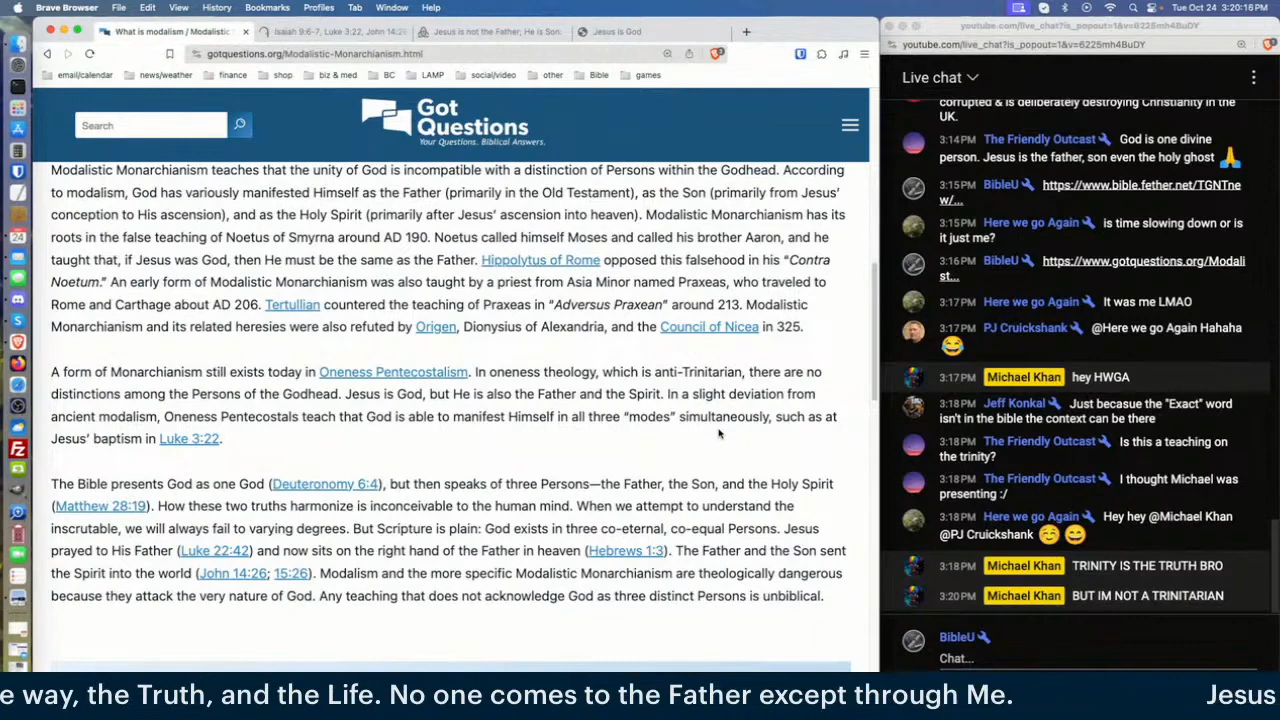 Brave Brow File Edit View History Bookmarks Profiles Tab Window Help
Tue Oct 24 3:20:16 PM
What is modalism / Modalistic
Isaiah 9:6-7, Luke 3:22, John 14:26
Jesus is not the Father; He is Son:
Jesus is God
gotquestions.org/Modalistic-Monarchianism.html
email/calendar news/weather finance shop biz & med BC LAMP social/video other Bible games
Search
Got
Questions
Your Questions. Biblical Answers.
Modalistic Monarchianism teaches that the unity of God is incompatible with a distinction of Persons within the Godhead. According
to modalism, God has variously manifested Himself as the Father (primarily in the Old Testament), as the Son (primarily from Jesus’
conception to His ascension), and as the Holy Spirit (primarily after Jesus’ ascension into heaven). Modalistic Monarchianism has its
roots in the false teaching of Noetus of Smyrna around AD 190. Noetus called himself Moses and called his brother Aaron, and he
taught that, if Jesus was God, then He must be the same as the Father. Hippolytus of Rome opposed this falsehood in his “Contra
Noetum.” An early form of Modalistic Monarchianism was also taught by a priest from Asia Minor named Praxeas, who traveled to
Rome and Carthage about AD 206. Tertullian countered the teaching of Praxeas in “Adversus Praxean” around 213. Modalistic
Monarchianism and its related heresies were also refuted by Origen, Dionysius of Alexandria, and the Council of Nicea in 325.
A form of Monarchianism still exists today in Oneness Pentecostalism. In oneness theology, which is anti-Trinitarian, there are no
distinctions among the Persons of the Godhead. Jesus is God, but He is also the Father and the Spirit. In a slight deviation from
ancient modalism, Oneness Pentecostals teach that God is able to manifest Himself in all three “modes” simultaneously, such as at
Jesus’ baptism in Luke 3:22.
The Bible presents God as one God (Deuteronomy 6:4), but then speaks of three Persons—the Father, the Son, and the Holy Spirit
(Matthew 28:19). How these two truths harmonize is inconceivable to the human mind. When we attempt to understand the
inscrutable, we will always fail to varying degrees. But Scripture is plain: God exists in three co-eternal, co-equal Persons. Jesus
prayed to His Father (Luke 22:42) and now sits on the right hand of the Father in heaven (Hebrews 1:3). The Father and the Son sent
the Spirit into the world (John 14:26; 15:26). Modalism and the more specific Modalistic Monarchianism are theologically dangerous
because they attack the very nature of God. Any teaching that does not acknowledge God as three distinct Persons is unbiblical.
youtube.com/live_chat?is_popout=1&v=6225mh4BuDY
youtube.com/live_chat?is_popout=1&v=6225mh4BuDY
Live chat
corrupted & is deliberately destroying Christianity in the
UK.
3:14PM The Friendly Outcast God is one divine
person. Jesus is the father, son even the holy ghost 🙏
3:15PM BibleU https://www.bible.fether.net/TGNTne
w/...
3:15PM Here we go Again is time slowing down or is
it just me?
3:16PM BibleU https://www.gotquestions.org/Modali
st...
3:17PM Here we go Again It was me LMAO
3:17PM PJ Cruickshank @Here we go Again Hahaha
😂
3:17PM Michael Khan hey HWGA
3:18PM Jeff Konkal Just becasue the "Exact" word
isn't in the bible the context can be there
3:18PM The Friendly Outcast Is this a teaching on
the trinity?
3:18PM The Friendly Outcast I thought Michael was
presenting :/
3:18PM Here we go Again Hey hey @Michael Khan
@PJ Cruickshank ☺️ 😄
3:18PM Michael Khan TRINITY IS THE TRUTH BRO
3:20PM Michael Khan BUT IM NOT A TRINITARIAN
BibleU
Chat...
e way, the Truth, and the Life. No one comes to the Father except through Me. Jesus